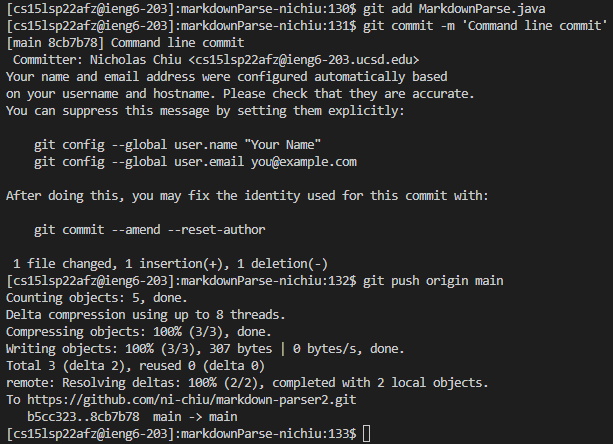 [cs15lsp22afz@ieng6-203]:markdownParse-nichiu:130$ git add MarkdownParse.java
[cs15lsp22afz@ieng6-203]:markdownParse-nichiu:131$ git commit -m 'Command line commit'
[main 8cb7b78] Command line commit
 Committer: Nicholas Chiu <cs15lsp22afz@ieng6-203.ucsd.edu>
Your name and email address were configured automatically based
on your username and hostname. Please check that they are accurate.
You can suppress this message by setting them explicitly:

    git config --global user.name "Your Name"
    git config --global user.email you@example.com

After doing this, you may fix the identity used for this commit with:

    git commit --amend --reset-author

 1 file changed, 1 insertion(+), 1 deletion(-)
[cs15lsp22afz@ieng6-203]:markdownParse-nichiu:132$ git push origin main
Counting objects: 5, done.
Delta compression using up to 8 threads.
Compressing objects: 100% (3/3), done.
Writing objects: 100% (3/3), 307 bytes | 0 bytes/s, done.
Total 3 (delta 2), reused 0 (delta 0)
remote: Resolving deltas: 100% (2/2), completed with 2 local objects.
To https://github.com/ni-chiu/markdown-parser2.git
   b5cc323..8cb7b78  main -> main
[cs15lsp22afz@ieng6-203]:markdownParse-nichiu:133$